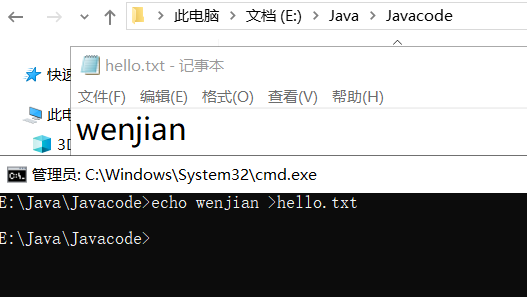 此电脑 文档 (E:) Java Javacode
hello.txt - 记事本
快速
文件(F) 编辑(E) 格式(O) 查看(V) 帮助(H)
此电
wenjian
3D
管理员: C:\Windows\System32\cmd.exe
E:\Java\Javacode>echo wenjian >hello.txt
E:\Java\Javacode>